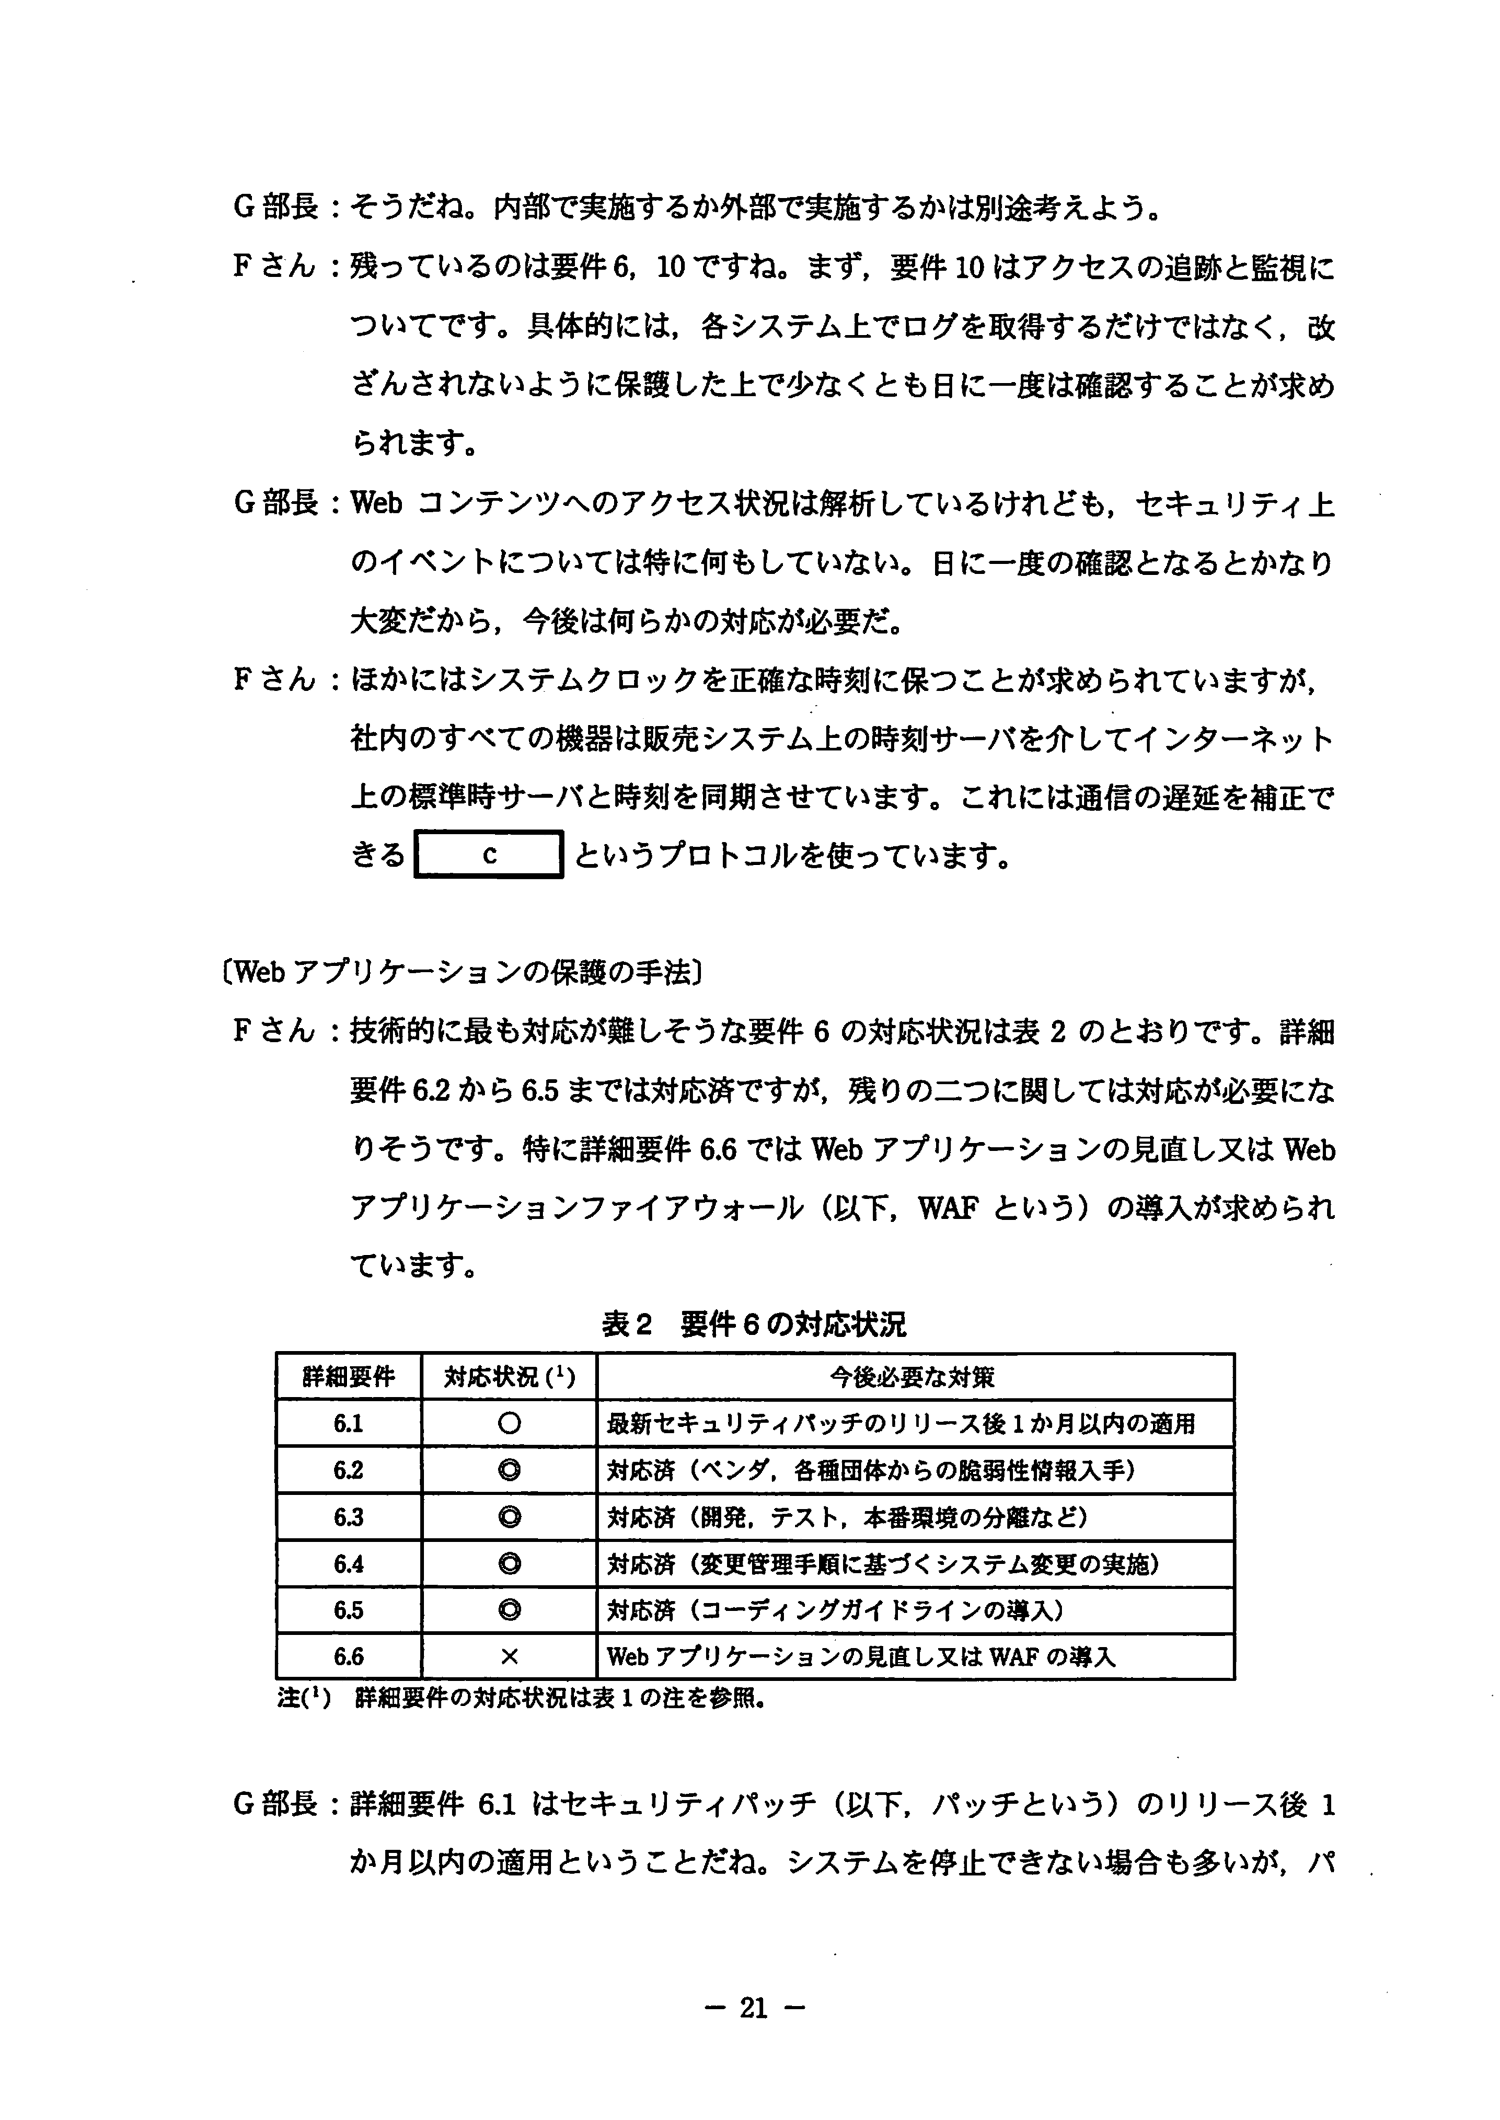 G部長：そうだね。内部で実施するか外部で実施するかは別途考えよう。
Fさん：残っているのは要件6，10ですね。まず，要件10はアクセスの追跡と監視に
ついてです。具体的には，各システム上でログを取得するだけではなく，改
ざんされないように保護した上で少なくとも日に一度は確認することが求め
られます。
G部長：Web コンテンツへのアクセス状況は解析しているけれども，セキュリティ上
のイベントについては特に何もしていない。日に一度の確認となるとかなり
大変だから，今後は何らかの対応が必要だ。
Fさん：ほかにはシステムクロックを正確な時刻に保つことが求められていますが，
社内のすべての機器は販売システム上の時刻サーバを介してインターネット
上の標準時サーバと時刻を同期させています。これには通信の遅延を補正で
きる c というプロトコルを使っています。
〔Webアプリケーションの保護の手法〕
Fさん：技術的に最も対応が難しそうな要件 6 の対応状況は表 2 のとおりです。詳細
要件6.2から6.5までは対応済ですが，残りの二つに関しては対応が必要にな
りそうです。特に詳細要件6.6ではWebアプリケーションの見直し又はWeb
アプリケーションファイアウォール（以下，WAF という）の導入が求められ
ています。
表2　要件6の対応状況
詳細要件 対応状況(1) 今後必要な対策
6.1 ○ 最新セキュリティパッチのリリース後1か月以内の適用
6.2 ◎ 対応済（ベンダ，各種団体からの脆弱性情報入手）
6.3 ◎ 対応済（開発，テスト，本番環境の分離など）
6.4 ◎ 対応済（変更管理手順に基づくシステム変更の実施）
6.5 ◎ 対応済（コーディングガイドラインの導入）
6.6 × Webアプリケーションの見直し又はWAFの導入
注(1)　詳細要件の対応状況は表1の注を参照。
G部長：詳細要件 6.1 はセキュリティパッチ（以下，パッチという）のリリース後 1
か月以内の適用ということだね。システムを停止できない場合も多いが，パ
－ 21 －